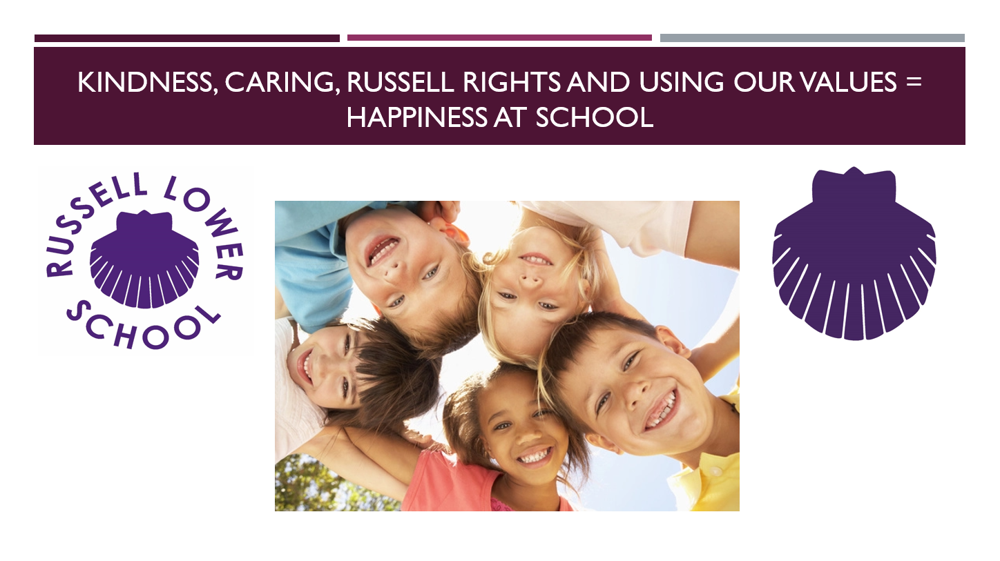 KINDNESS, CARING, RUSSELL RIGHTS AND USING OUR VALUES =
HAPPINESS AT SCHOOL
RUSSELL LOWER
SCHOOL